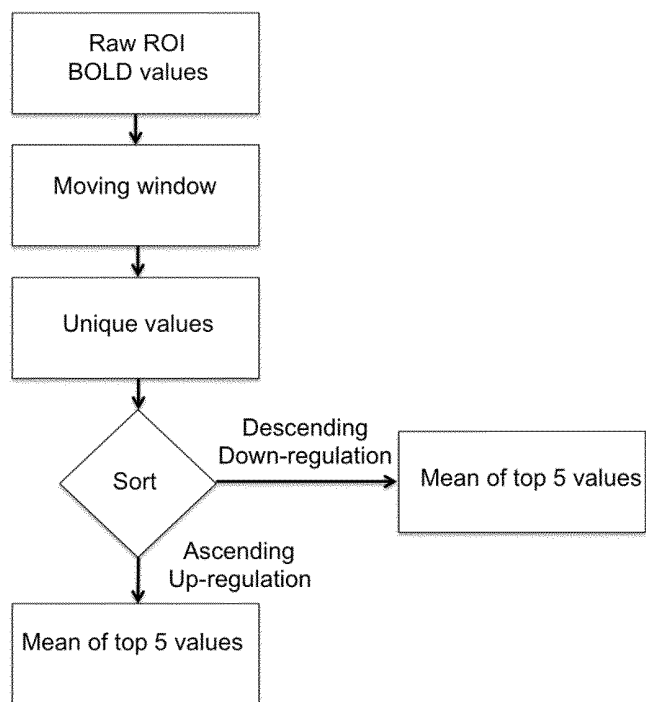 Raw ROI
BOLD values
Moving window
Unique values
Sort
Descending
Down-regulation
Mean of top 5 values
Ascending
Up-regulation
Mean of top 5 values